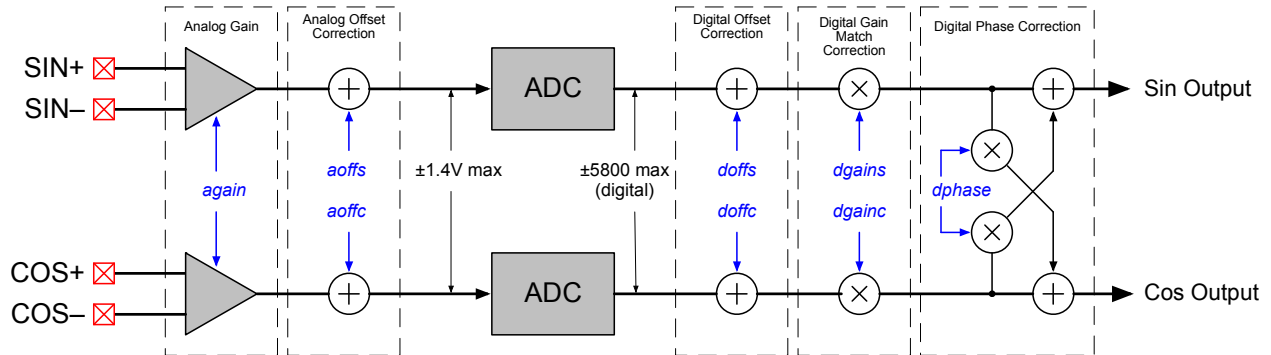 Analog Gain
Analog Offset
Correction
Digital Offset
Correction
Digital Gain
Match
Correction
Digital Phase Correction
SIN+
SIN–
ADC
Sin Output
again
aoffs
aoffc
±1.4V max
±5800 max
(digital)
doffs
doffc
dgains
dgainc
dphase
COS+
COS–
ADC
Cos Output